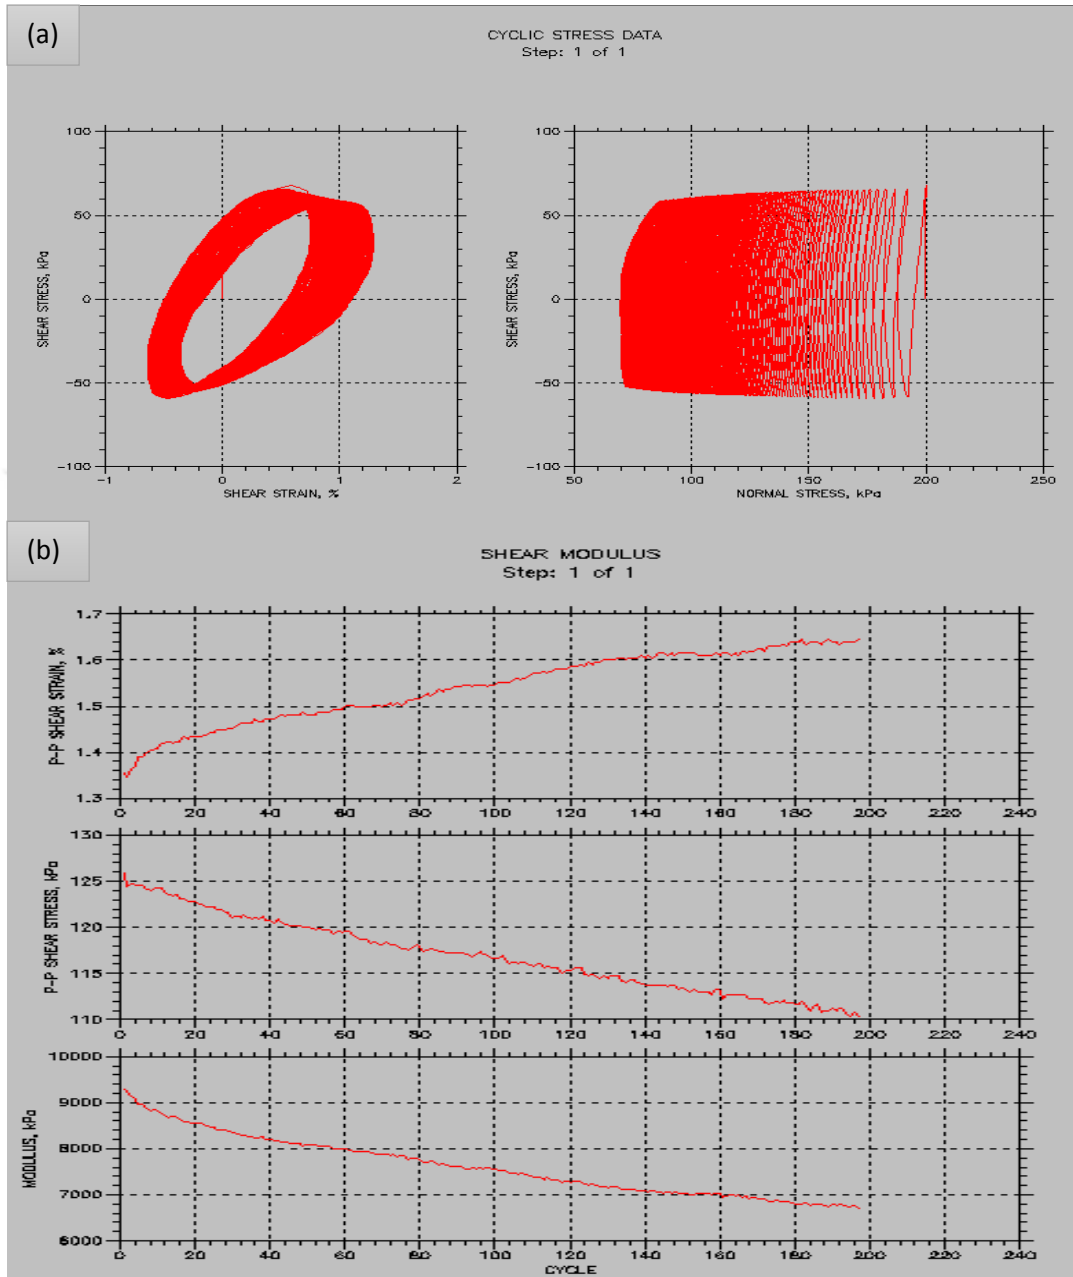 (a)
CYCLIC STRESS DATA
Step: 1 of 1
100
50
0
-50
-100
SHEAR STRESS, kPa
-1 0 1 2
SHEAR STRAIN, %
100
50
0
-50
-100
SHEAR STRESS, kPa
50 100 150 200 250
NORMAL STRESS, kPa
(b)
SHEAR MODULUS
Step: 1 of 1
1.7
1.6
1.5
1.4
1.3
P-P SHEAR STRAIN, %
0 20 40 60 80 100 120 140 160 180 200 220 240
130
125
120
115
110
P-P SHEAR STRESS, kPa
0 20 40 60 80 100 120 140 160 180 200 220 240
10000
9000
8000
7000
6000
MODULUS, kPa
0 20 40 60 80 100 120 140 160 180 200 220 240
CYCLE